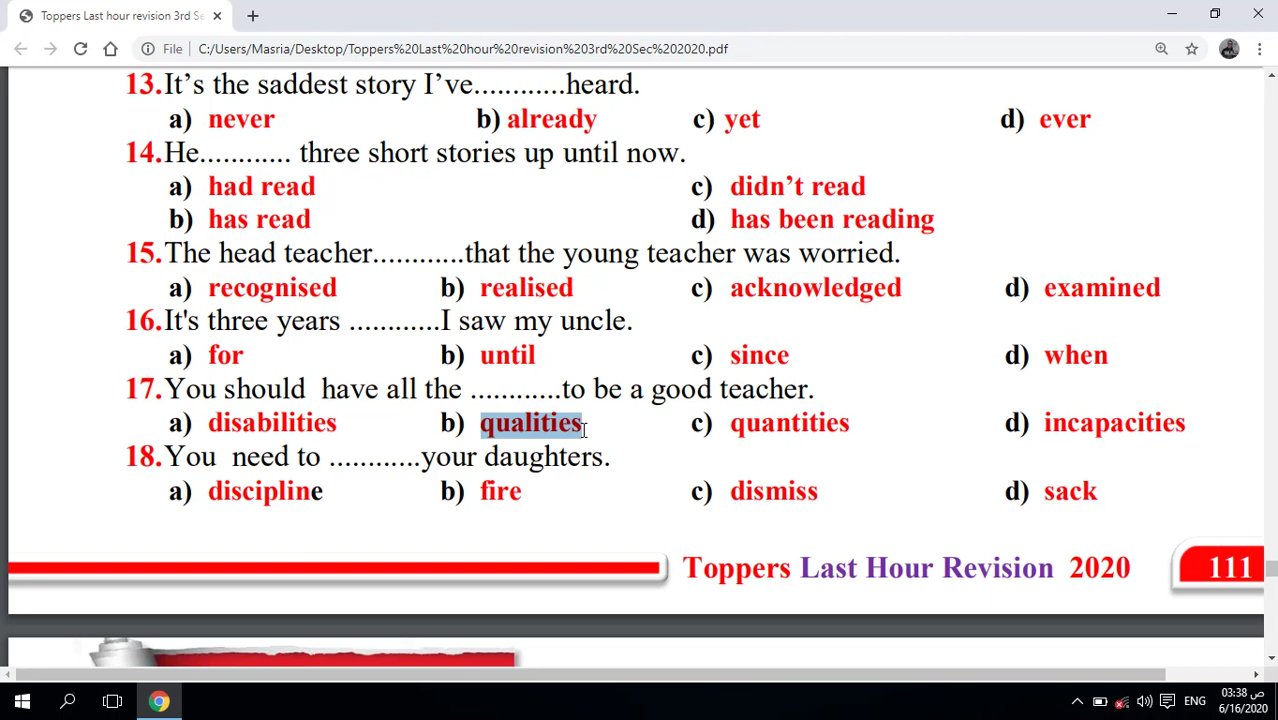 Toppers Last hour revision 3rd Se
File C:/Users/Masria/Desktop/Toppers%20Last%20hour%20revision%203rd%20Sec%202020.pdf
13.It’s the saddest story I’ve............heard.
a) never b) already c) yet d) ever
14.He............ three short stories up until now.
a) had read c) didn’t read
b) has read d) has been reading
15.The head teacher............that the young teacher was worried.
a) recognised b) realised c) acknowledged d) examined
16.It's three years ............I saw my uncle.
a) for b) until c) since d) when
17.You should have all the ............to be a good teacher.
a) disabilities b) qualities c) quantities d) incapacities
18.You need to ............your daughters.
a) discipline b) fire c) dismiss d) sack
Toppers Last Hour Revision 2020 111
ENG 03:38 ص
6/16/2020